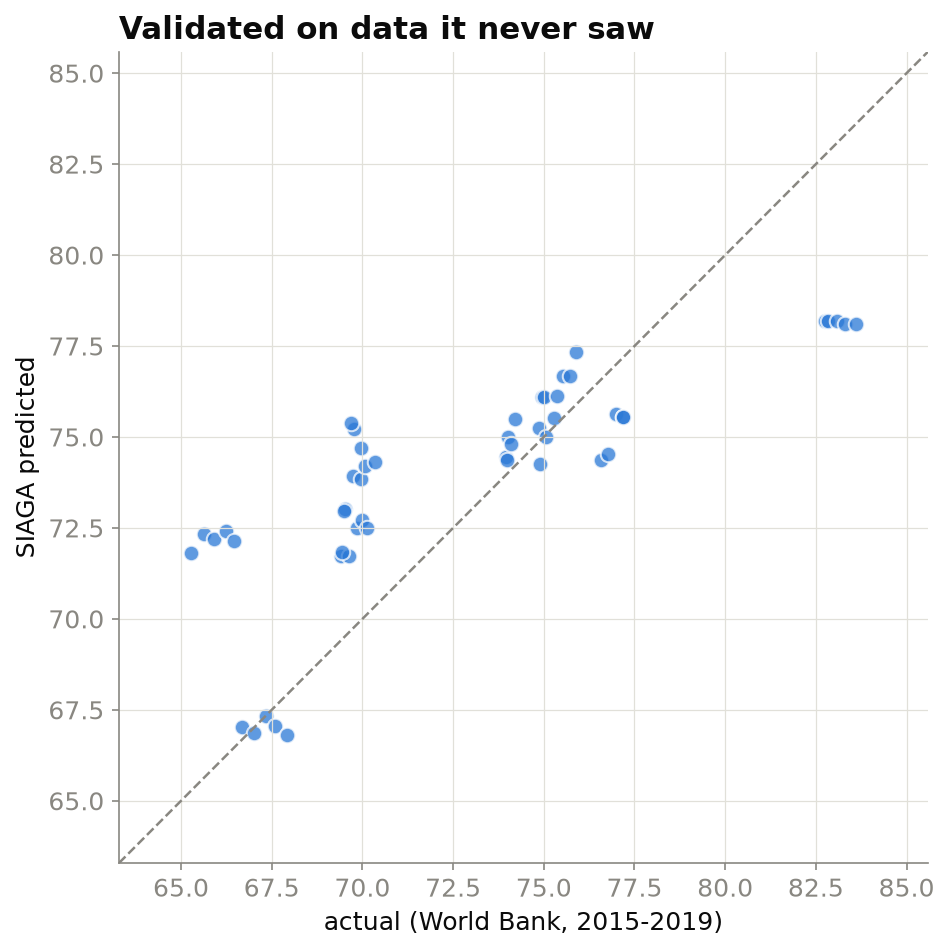 Validated on data it never saw
85.0
82.5
80.0
77.5
75.0
72.5
70.0
67.5
65.0
SIAGA predicted
65.0 67.5 70.0 72.5 75.0 77.5 80.0 82.5 85.0
actual (World Bank, 2015-2019)